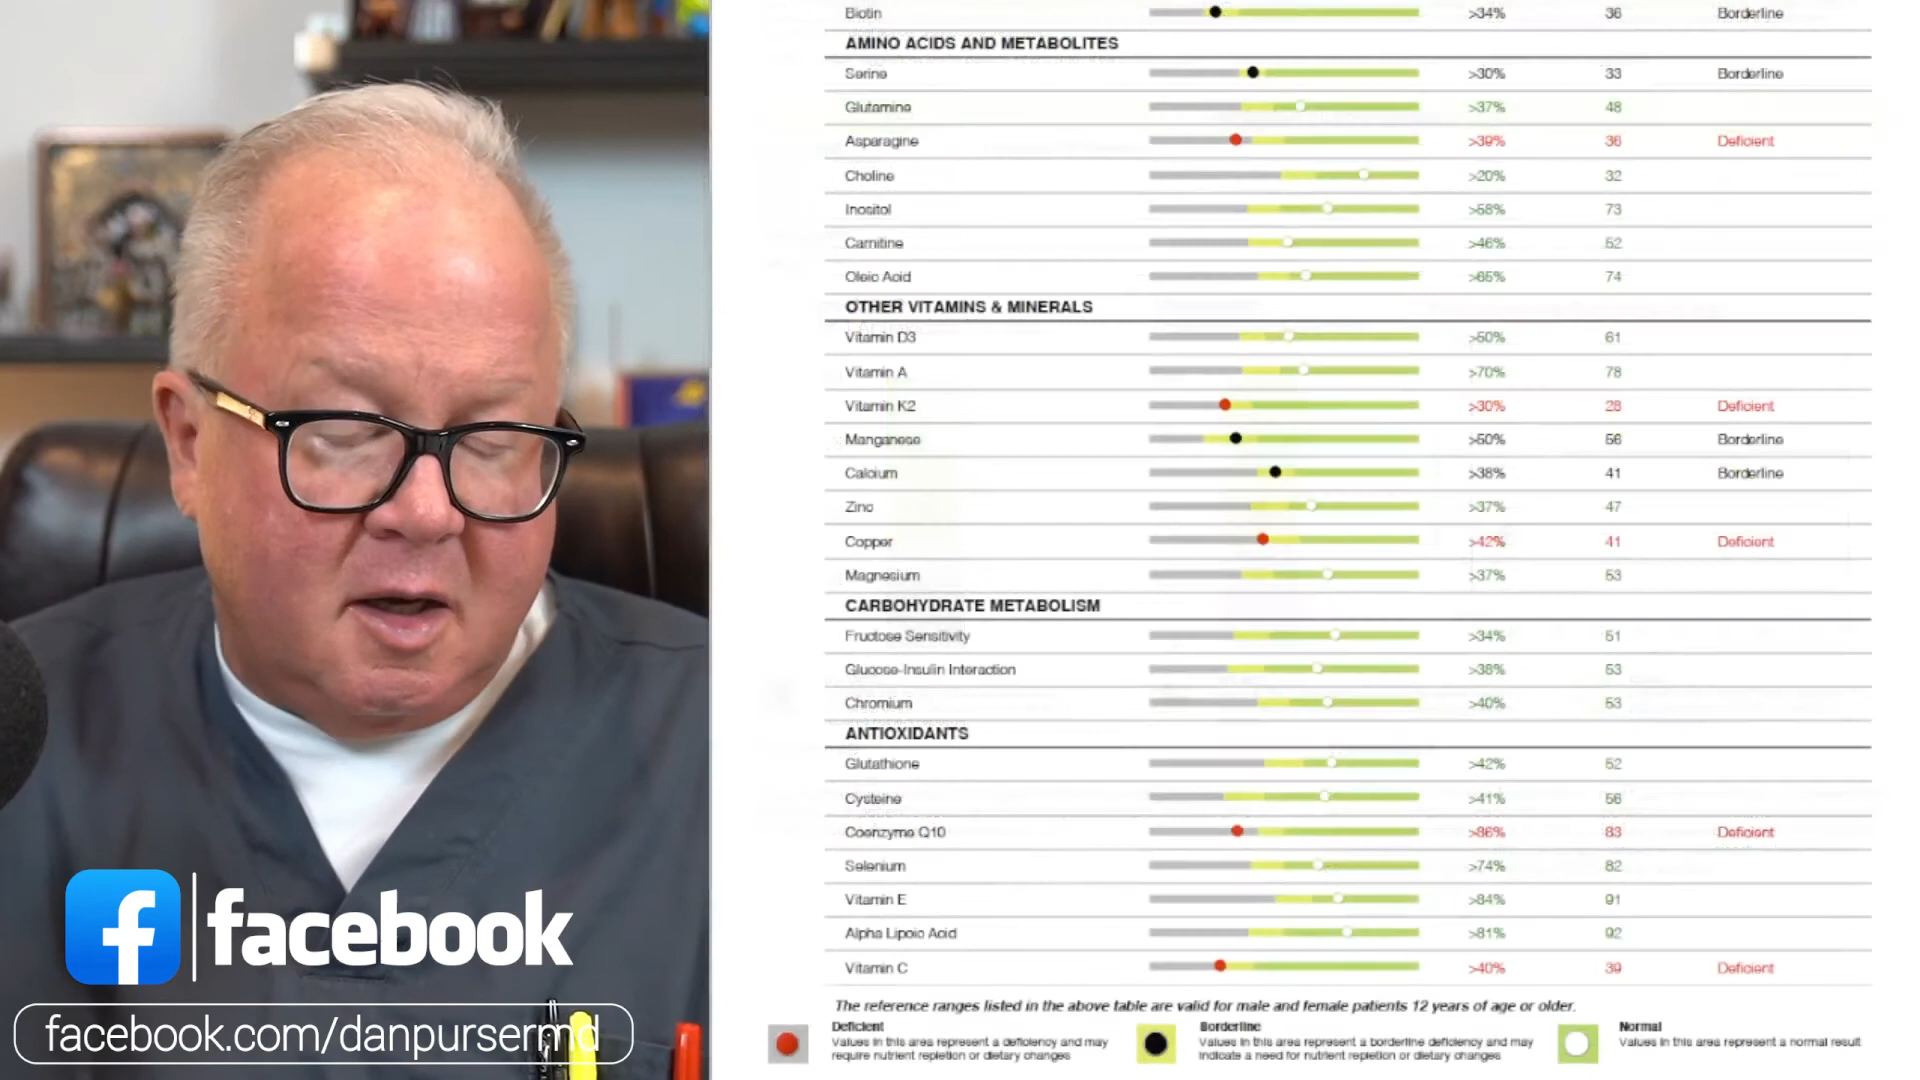 Biotin >34% 36 Borderline
AMINO ACIDS AND METABOLITES
Serine >30% 33 Borderline
Glutamine >37% 48
Asparagine >39% 36 Deficient
Choline >20% 32
Inositol >58% 73
Carnitine >46% 52
Oleic Acid >65% 74
OTHER VITAMINS & MINERALS
Vitamin D3 >50% 61
Vitamin A >70% 78
Vitamin K2 >30% 28 Deficient
Manganese >50% 56 Borderline
Calcium >38% 41 Borderline
Zinc >37% 47
Copper >42% 41 Deficient
Magnesium >37% 53
CARBOHYDRATE METABOLISM
Fructose Sensitivity >34% 51
Glucose-Insulin Interaction >38% 53
Chromium >40% 53
ANTIOXIDANTS
Glutathione >42% 52
Cysteine >41% 56
Coenzyme Q10 >86% 83 Deficient
Selenium >74% 82
Vitamin E >84% 91
Alpha Lipoic Acid >81% 92
Vitamin C >40% 39 Deficient
The reference ranges listed in the above table are valid for male and female patients 12 years of age or older.
Deficient
Values in this area represent a deficiency and may
require nutrient repletion or dietary changes
Borderline
Values in this area represent a borderline deficiency and may
indicate a need for nutrient repletion or dietary changes
Normal
Values in this area represent a normal result
f facebook
facebook.com/danpursermd